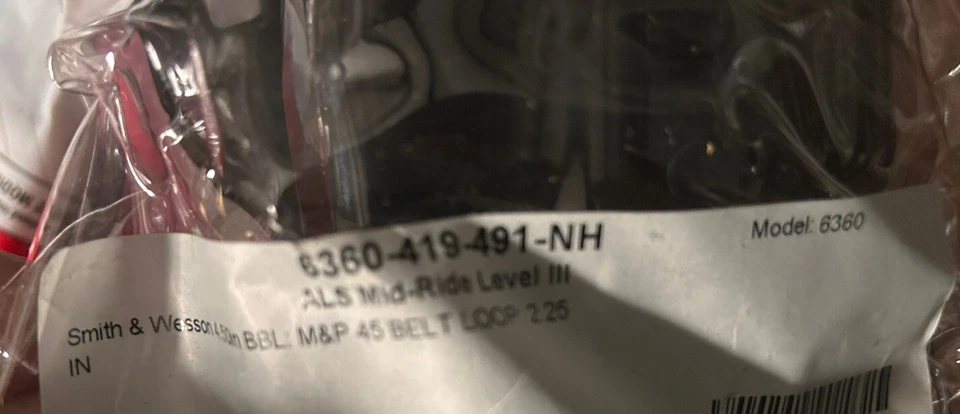 6360-419-491-NH
Model: 6360
ALS Mid-Ride Level III
Smith & Wesson 4.50in BBL: M&P 45 BELT LOOP 2.25
IN